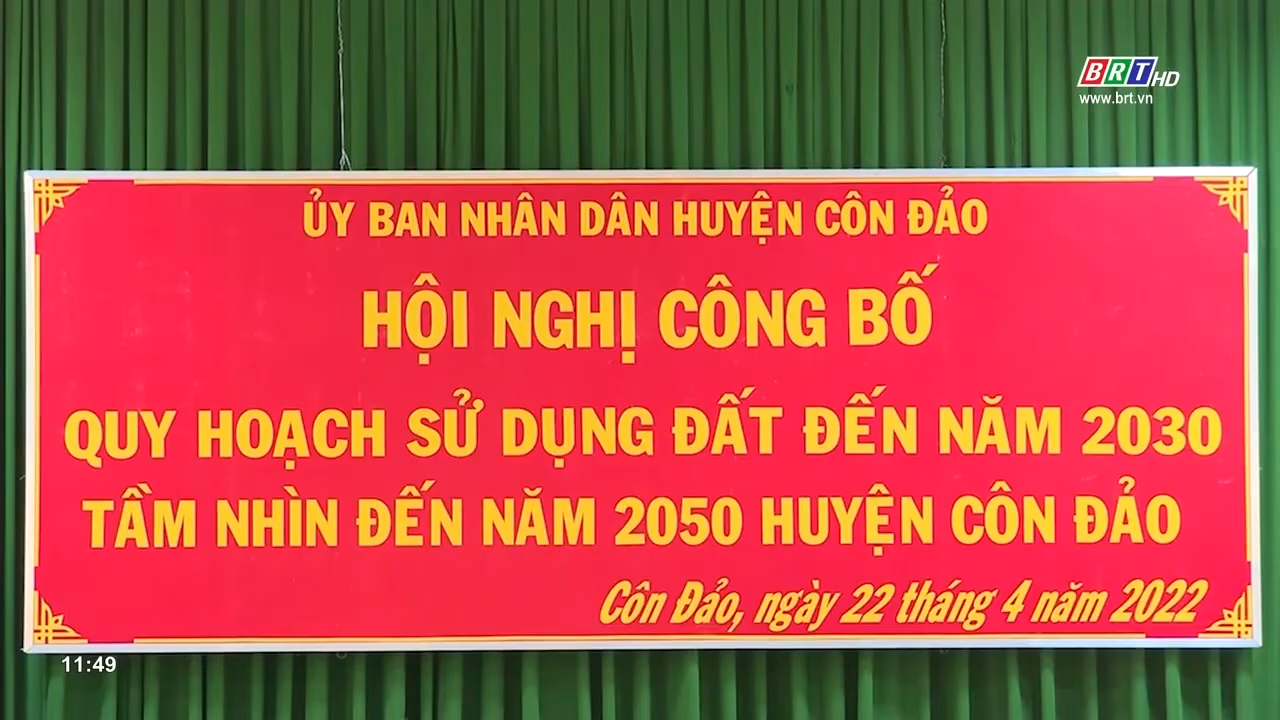 BRT HD
www.brt.vn
ỦY BAN NHÂN DÂN HUYỆN CÔN ĐẢO
HỘI NGHỊ CÔNG BỐ
QUY HOẠCH SỬ DỤNG ĐẤT ĐẾN NĂM 2030
TẦM NHÌN ĐẾN NĂM 2050 HUYỆN CÔN ĐẢO
Côn Đảo, ngày 22 tháng 4 năm 2022
11:49